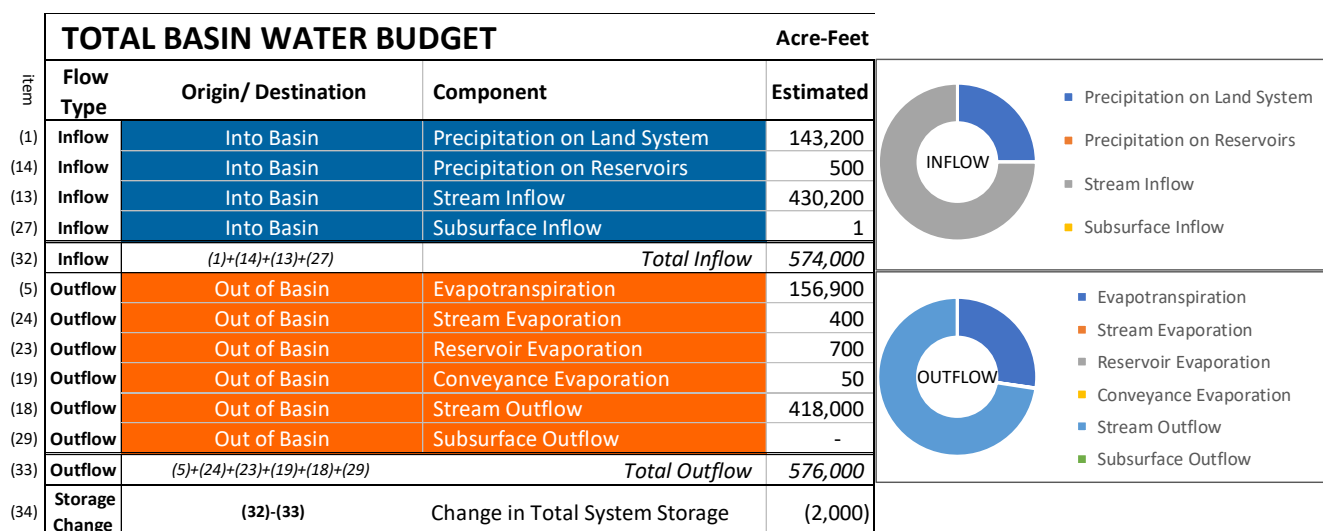 TOTAL BASIN WATER BUDGET Acre-Feet
item Flow Type Origin/ Destination Component Estimated
(1) Inflow Into Basin Precipitation on Land System 143,200
(14) Inflow Into Basin Precipitation on Reservoirs 500
(13) Inflow Into Basin Stream Inflow 430,200
(27) Inflow Into Basin Subsurface Inflow 1
(32) Inflow (1)+(14)+(13)+(27) Total Inflow 574,000
(5) Outflow Out of Basin Evapotranspiration 156,900
(24) Outflow Out of Basin Stream Evaporation 400
(23) Outflow Out of Basin Reservoir Evaporation 700
(19) Outflow Out of Basin Conveyance Evaporation 50
(18) Outflow Out of Basin Stream Outflow 418,000
(29) Outflow Out of Basin Subsurface Outflow -
(33) Outflow (5)+(24)+(23)+(19)+(18)+(29) Total Outflow 576,000
(34) Storage Change (32)-(33) Change in Total System Storage (2,000)
INFLOW
Precipitation on Land System
Precipitation on Reservoirs
Stream Inflow
Subsurface Inflow
OUTFLOW
Evapotranspiration
Stream Evaporation
Reservoir Evaporation
Conveyance Evaporation
Stream Outflow
Subsurface Outflow